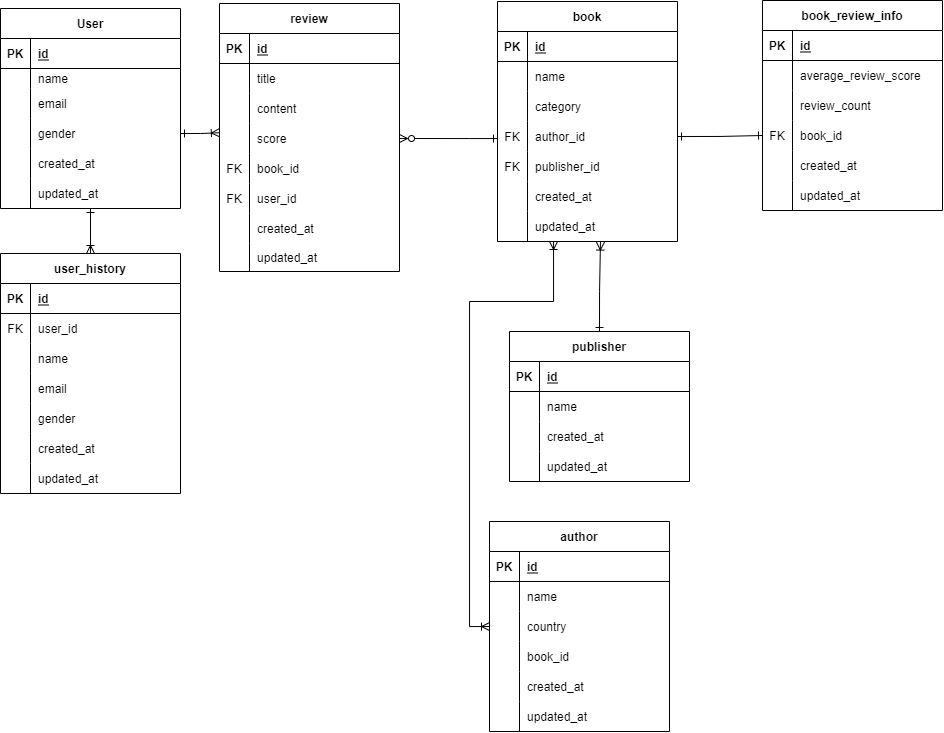 User
PK id
name
email
gender
created_at
updated_at
review
PK id
title
content
score
FK book_id
FK user_id
created_at
updated_at
book
PK id
name
category
FK author_id
FK publisher_id
created_at
updated_at
book_review_info
PK id
average_review_score
review_count
FK book_id
created_at
updated_at
user_history
PK id
FK user_id
name
email
gender
created_at
updated_at
publisher
PK id
name
created_at
updated_at
author
PK id
name
country
book_id
created_at
updated_at